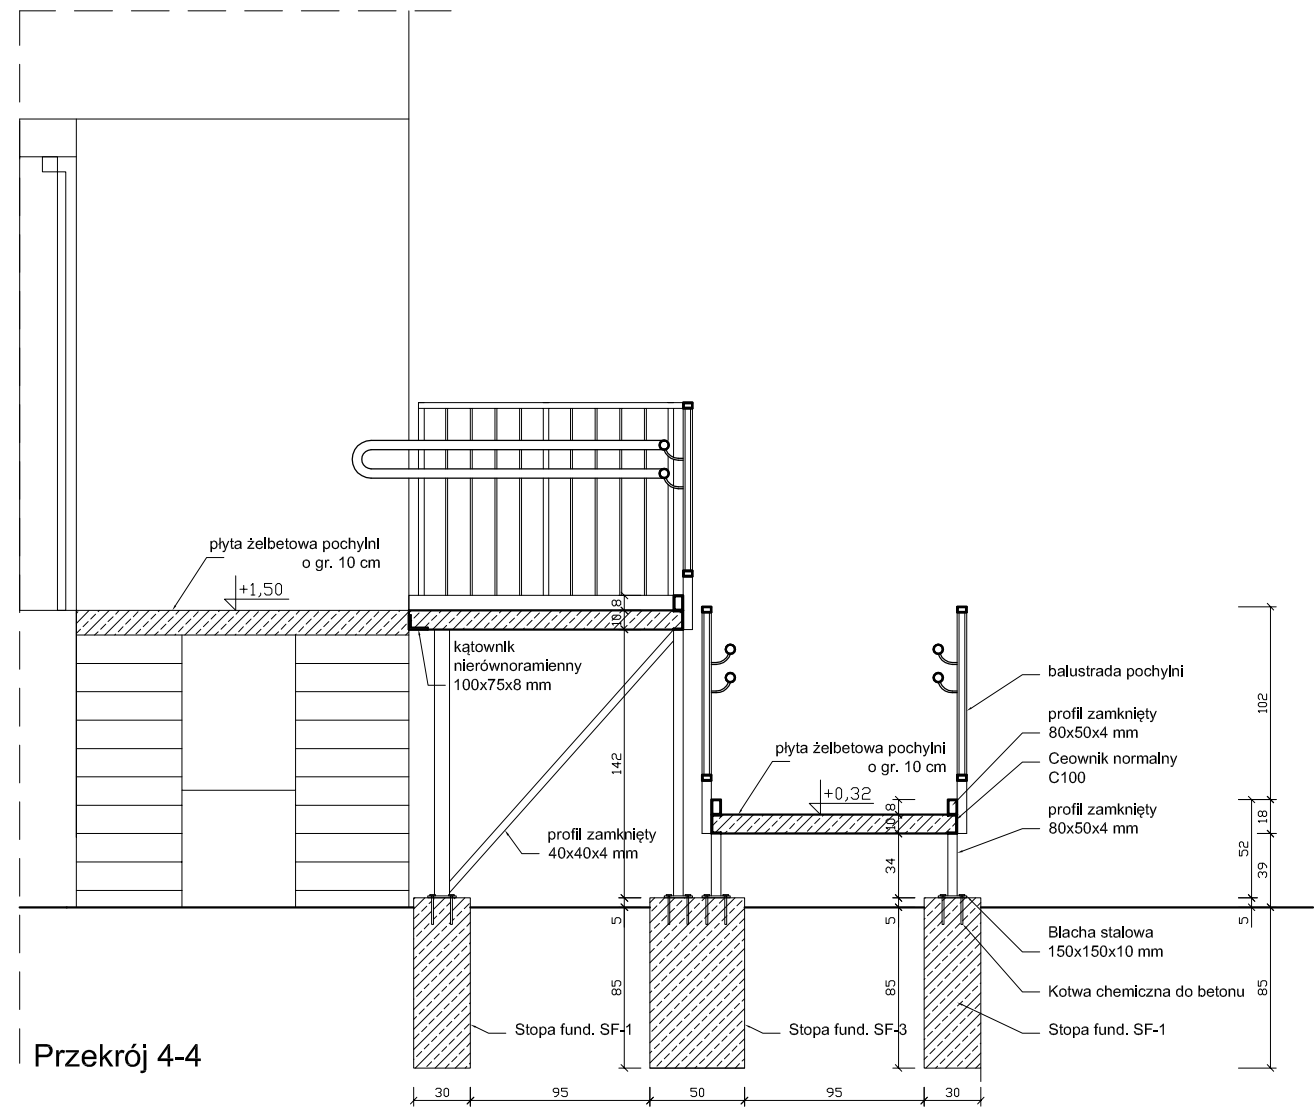 płyta żelbetowa pochylni
o gr. 10 cm
+1,50
10
8
kątownik
nierównoramienny
100x75x8 mm
142
profil zamknięty
40x40x4 mm
płyta żelbetowa pochylni
o gr. 10 cm
+0,32
10
8
34
balustrada pochylni
profil zamknięty
80x50x4 mm
Ceownik normalny
C100
profil zamknięty
80x50x4 mm
102
18
52
39
5
5
5
Blacha stalowa
150x150x10 mm
Kotwa chemiczna do betonu
85
85
85
Stopa fund. SF-1
Stopa fund. SF-3
Stopa fund. SF-1
Przekrój 4-4
30
95
50
95
30